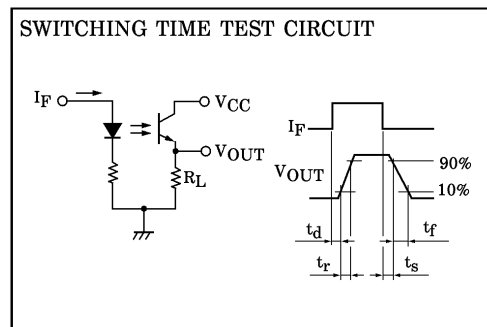 SWITCHING TIME TEST CIRCUIT
IF
VCC
VOUT
RL
IF
VOUT
90%
10%
td
tf
tr
ts